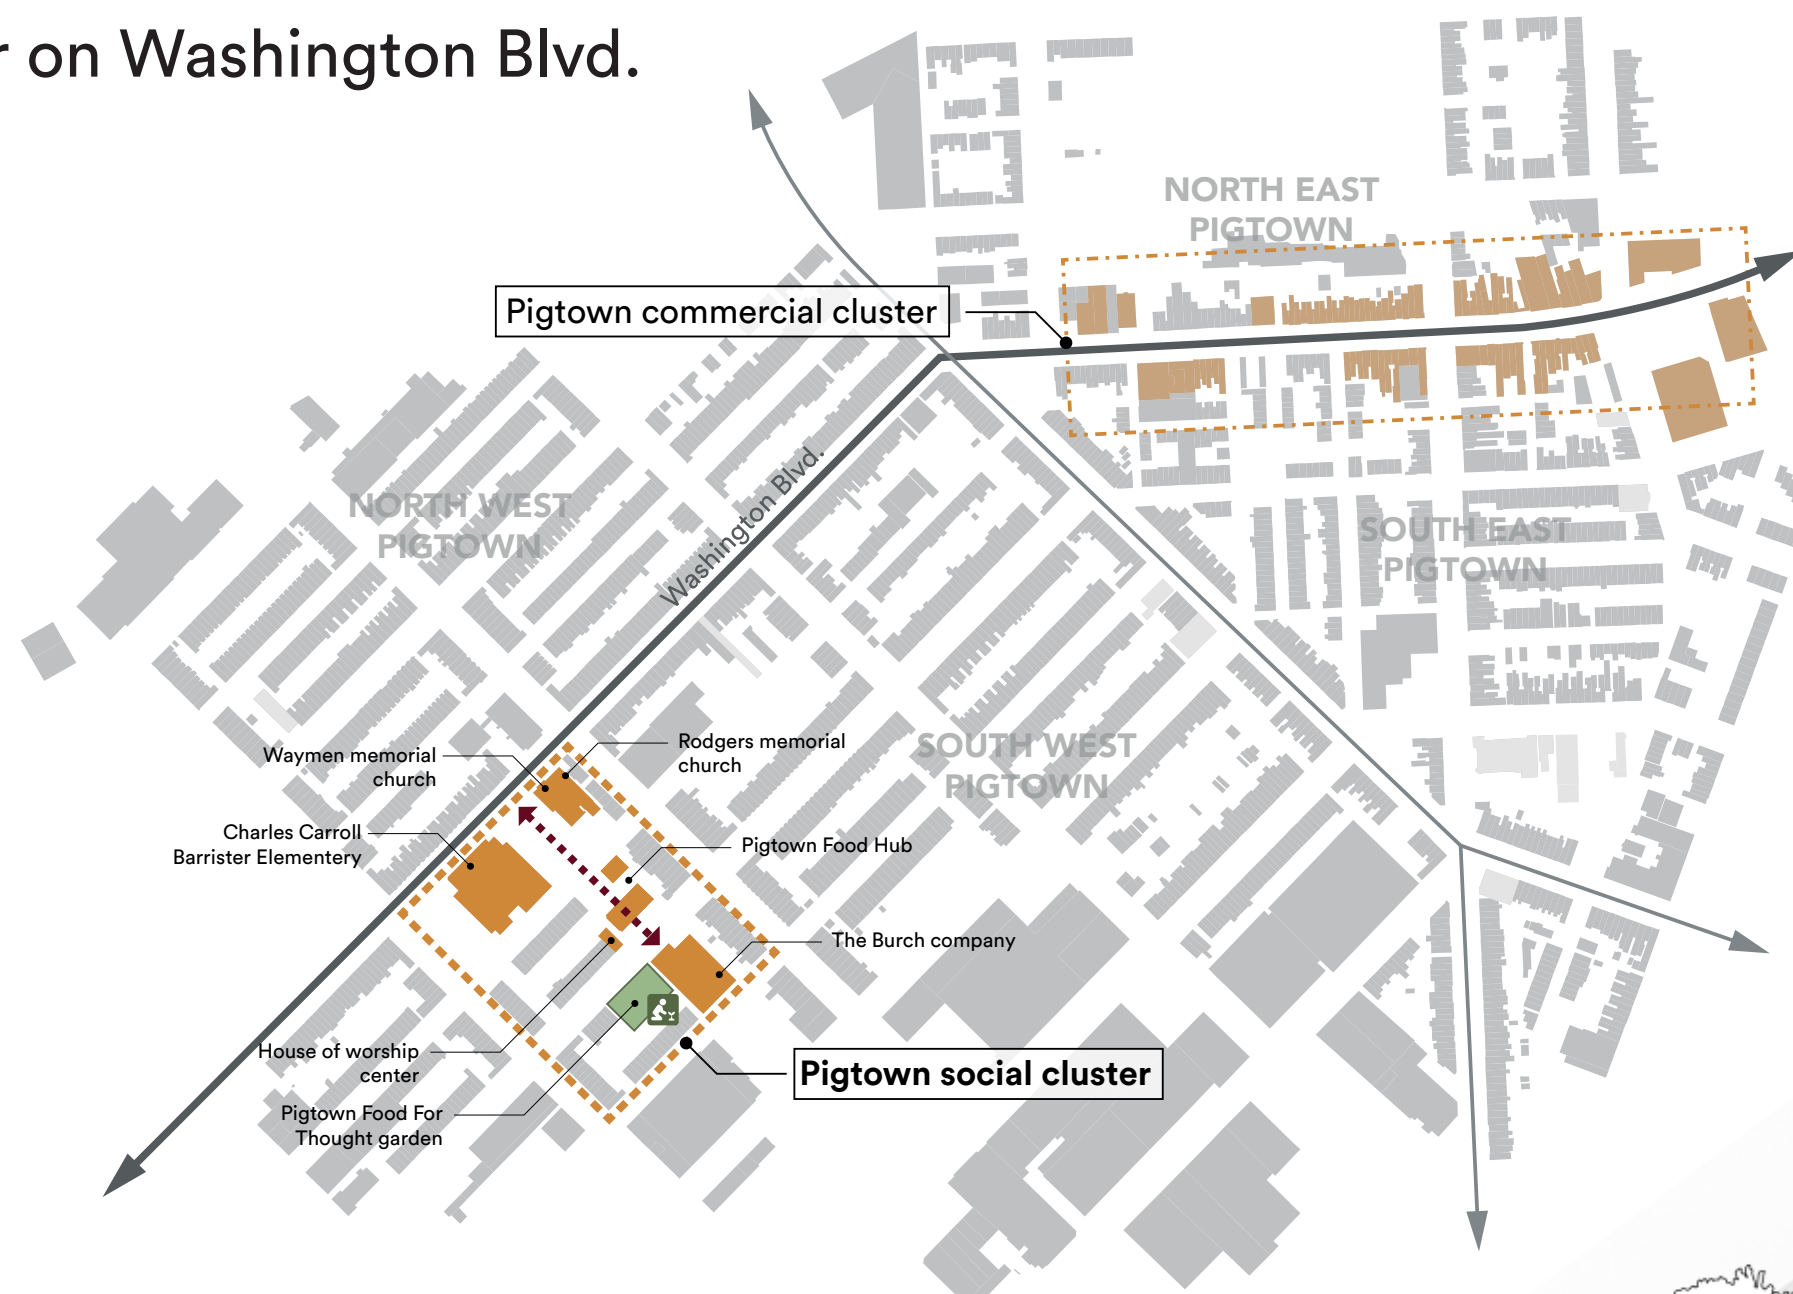 r on Washington Blvd.
NORTH EAST
PIGTOWN
Pigtown commercial cluster
Washington Blvd.
NORTH WEST
PIGTOWN
SOUTH EAST
PIGTOWN
SOUTH WEST
PIGTOWN
Waymen memorial
church
Rodgers memorial
church
Charles Carroll
Barrister Elementery
Pigtown Food Hub
The Burch company
House of worship
center
Pigtown social cluster
Pigtown Food For
Thought garden